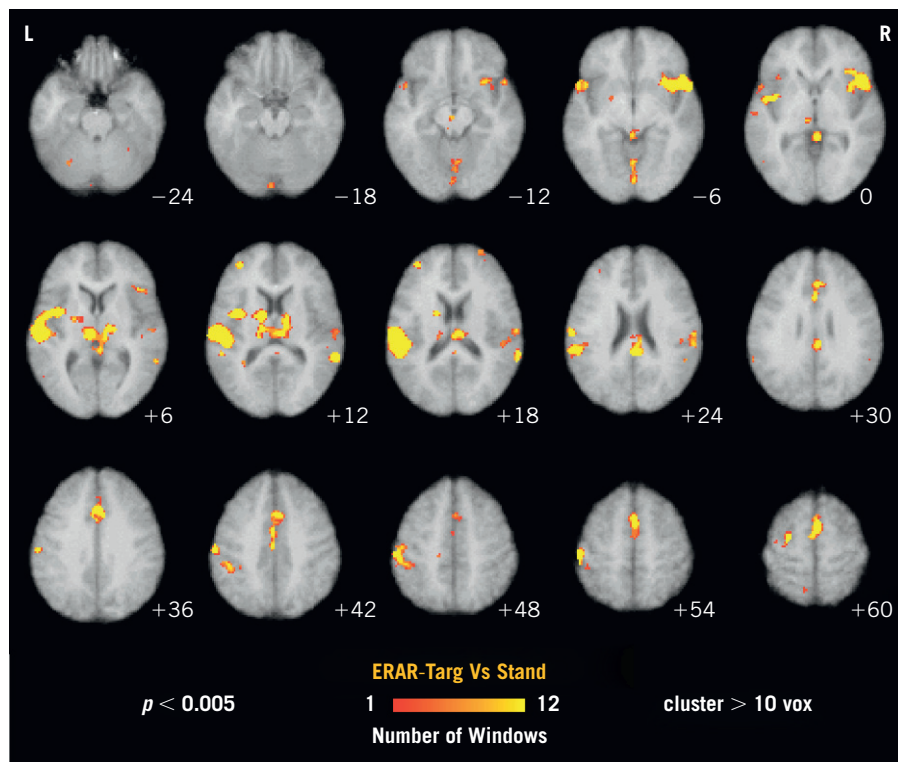 L R
−24 −18 −12 −6 0
+6 +12 +18 +24 +30
+36 +42 +48 +54 +60
ERAR-Targ Vs Stand
p < 0.005 1 12 cluster > 10 vox
Number of Windows